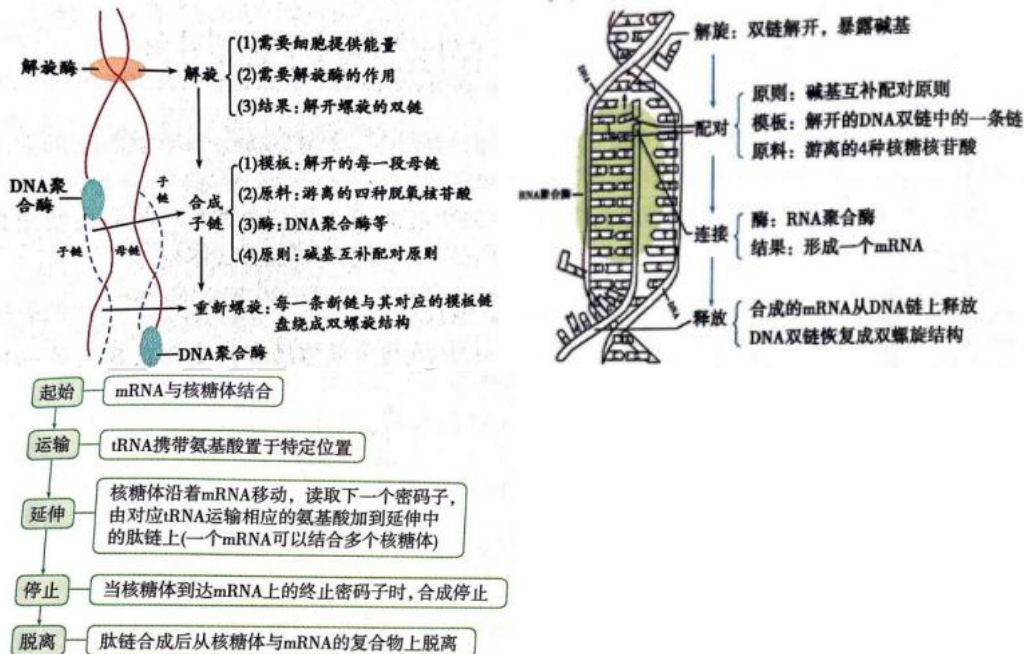 解旋酶
解旋
(1)需要细胞提供能量
(2)需要解旋酶的作用
(3)结果:解开螺旋的双链
DNA聚
合酶
子
链
子链
母链
合成
子链
(1)模板:解开的每一段母链
(2)原料:游离的四种脱氧核苷酸
(3)酶:DNA聚合酶等
(4)原则:碱基互补配对原则
重新螺旋:每一条新链与其对应的模板链
盘绕成双螺旋结构
DNA聚合酶
解旋:双链解开,暴露碱基
DNA
配对
原则:碱基互补配对原则
模板:解开的DNA双链中的一条链
原料:游离的4种核糖核苷酸
RNA聚合酶
连接
酶:RNA聚合酶
结果:形成一个mRNA
DNA
释放
合成的mRNA从DNA链上释放
DNA双链恢复成双螺旋结构
起始
mRNA与核糖体结合
运输
tRNA携带氨基酸置于特定位置
延伸
核糖体沿着mRNA移动,读取下一个密码子,
由对应tRNA运输相应的氨基酸加到延伸中
的肽链上(一个mRNA可以结合多个核糖体)
停止
当核糖体到达mRNA上的终止密码子时,合成停止
脱离
肽链合成后从核糖体与mRNA的复合物上脱离